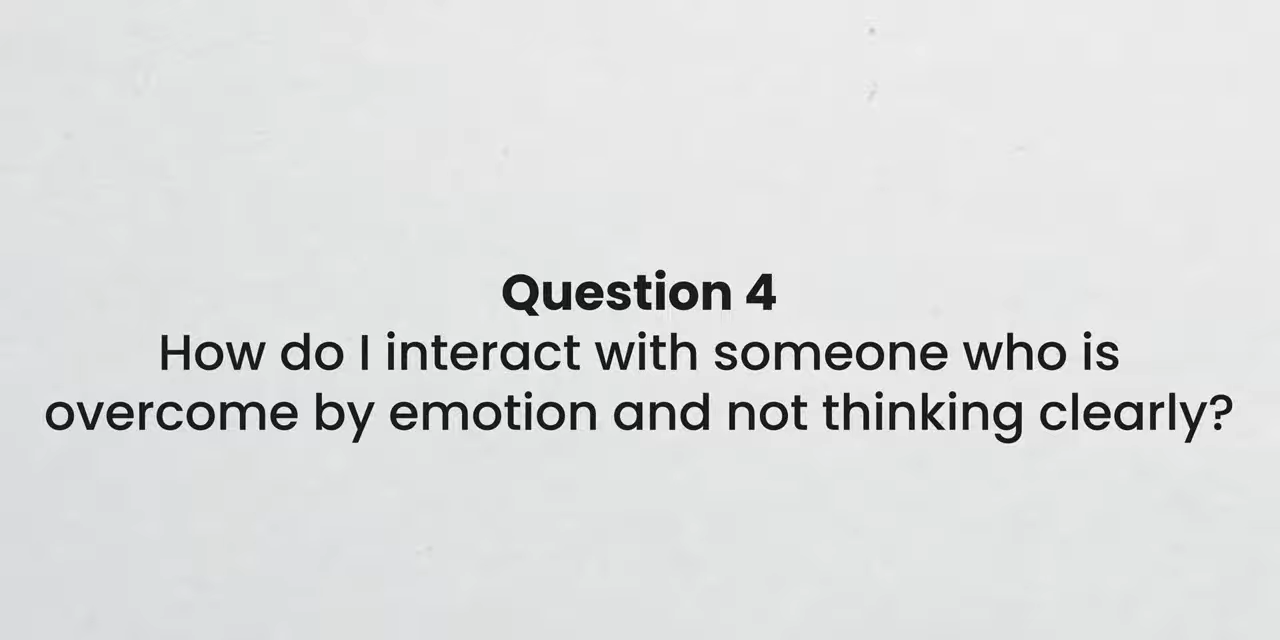 Question 4
How do I interact with someone who is
overcome by emotion and not thinking clearly?